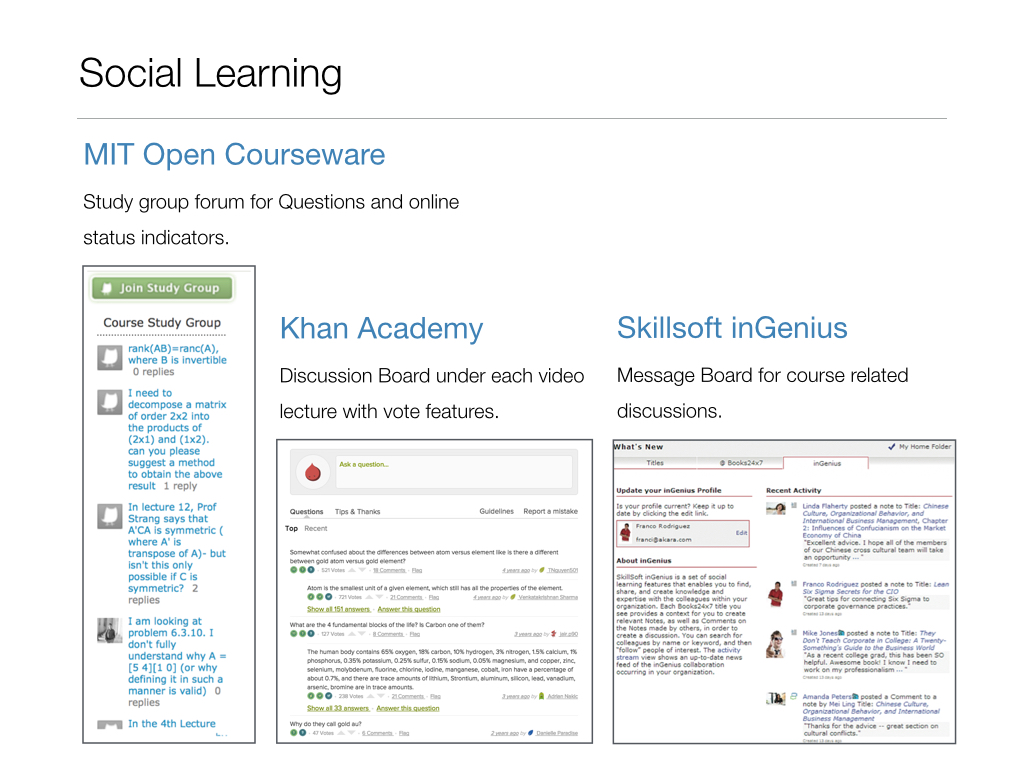 Social Learning
MIT Open Courseware
Study group forum for Questions and online
status indicators.
Join Study Group
Course Study Group
rank(AB)=ranc(A),
where B is invertible
0 replies
I need to
decompose a matrix
of order 2x2 into
the products of
(2x1) and (1x2).
can you please
suggest a method
to obtain the above
result 1 reply
In lecture 12, Prof
Strang says that
A'CA is symmetric (
where A' is
transpose of A)- but
isn't this only
possible if C is
symmetric? 2
replies
I am looking at
problem 6.3.10. I
don't fully
understand why A =
[5 4][1 0] (or why
defining it in such a
manner is valid) 0
replies
In the 4th Lecture
Khan Academy
Discussion Board under each video
lecture with vote features.
Ask a question...
Questions Tips & Thanks Guidelines Report a mistake
Top Recent
Somewhat confused about the differences between atom versus element like is there a different
between gold atom versus gold element?
521 Votes 18 Comments Flag 4 years ago by TNguyen501
Atom is the smallest unit of a given element, which still has all the properties of the element.
721 Votes 21 Comments Flag 4 years ago by Venkatakrishnan Sharma
Show all 151 answers Answer this question
What are the 4 fundamental blocks of the life? Is Carbon one of them?
127 Votes 8 Comments Flag 3 years ago by
The human body contains 65% oxygen, 18% carbon, 10% hydrogen, 3% nitrogen, 1.5% calcium, 1%
phosphorus, 0.35% potassium, 0.25% sulfur, 0.15% sodium, 0.05% magnesium, and copper, zinc,
selenium, molybdenum, fluorine, chlorine, iodine, manganese, cobalt, iron have a percentage of
about 0.7%, and there are trace amounts of lithium, Strontium, aluminum, silicon, lead, vanadium,
arsenic, bromine are in trace amounts.
238 Votes 21 Comments Flag 3 years ago by Adrien Nekic
Show all 33 answers Answer this question
Why do they call gold au?
47 Votes 5 Comments Flag 2 years ago by Danielle Paradise
Skillsoft inGenius
Message Board for course related
discussions.
What's New My Home Folder
Titles @ Books24x7 inGenius
Update your inGenius Profile
Is your profile current? Keep it up to
date by clicking the edit link.
Franco Rodriguez
franci@akara.com Edit
About inGenius
SkillSoft inGenius is a set of social
learning features that enables you to find,
share, and create knowledge and
expertise with the colleagues within your
organization. Each Books24x7 title you
see provides a context for you to create
relevant Notes, as well as Comment on
the Notes made by others, in order to
create a discussion. You can search for
colleagues by name or keyword, and then
"follow" people of interest. The activity
stream view shows an up-to-date news
feed of the inGenius collaboration
occurring in your organization.
Recent Activity
Linda Flaherty posted a note to Title: Chinese
Culture, Organizational Behavior, and
International Business Management, Chapter
2: Influences of Confucianism on the Market
Economy of China
"Excellent advice. I hope all of the members
of our Chinese cross cultural team will take
an opportunity ... "
Created 7 days ago
Franco Rodriguez posted a note to Title: Lean
Six Sigma Secrets for the CIO
"Great tips for connecting Six Sigma to
corporate governance practices."
Created 13 days ago
Mike Jones posted a note to Title: They
Don't Teach Corporate in College: A Twenty-
Something's Guide to the Business World
"As a recent college grad, this has been SO
helpful. Awesome book! I know I need to
work on my professionalism ... "
Created 13 days ago
Amanda Peters posted a Comment to a
note by Mei Ling Title: Chinese Culture,
Organizational Behavior, and International
Business Management
"Thanks for the advice -- great section on
cultural conflicts."
Created 13 days ago